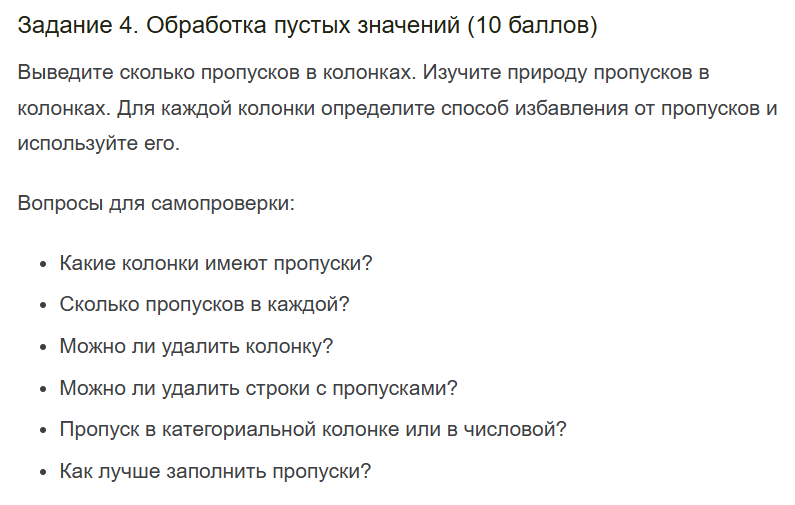 Задание 4. Обработка пустых значений (10 баллов)
Выведите сколько пропусков в колонках. Изучите природу пропусков в
колонках. Для каждой колонки определите способ избавления от пропусков и
используйте его.
Вопросы для самопроверки:
• Какие колонки имеют пропуски?
• Сколько пропусков в каждой?
• Можно ли удалить колонку?
• Можно ли удалить строки с пропусками?
• Пропуск в категориальной колонке или в числовой?
• Как лучше заполнить пропуски?